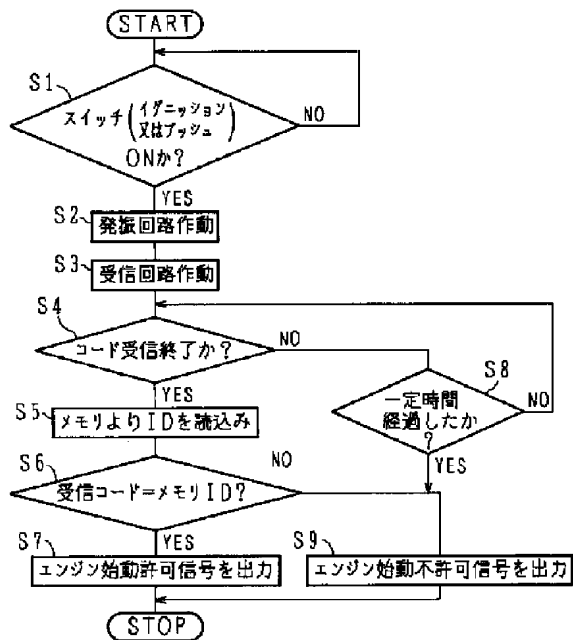 START
S1
スイッチ(イグニッション
又はプッシュ)
ONか?
NO
YES
S2
発振回路作動
S3
受信回路作動
S4
コード受信終了か?
NO
YES
S8
一定時間
経過したか
?
NO
YES
S5
メモリよりIDを読込み
S6
受信コード=メモリID?
NO
YES
S7
エンジン始動許可信号を出力
S9
エンジン始動不許可信号を出力
STOP